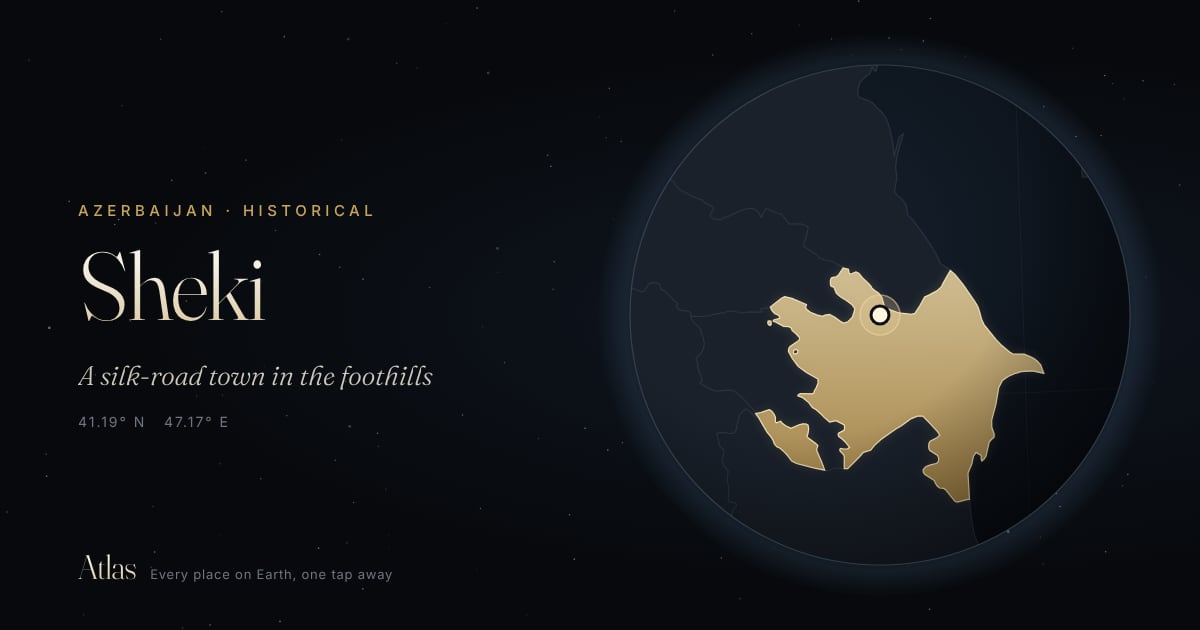 AZERBAIJAN · HISTORICAL
Sheki
A silk-road town in the foothills
41.19° N 47.17° E
Atlas Every place on Earth, one tap away